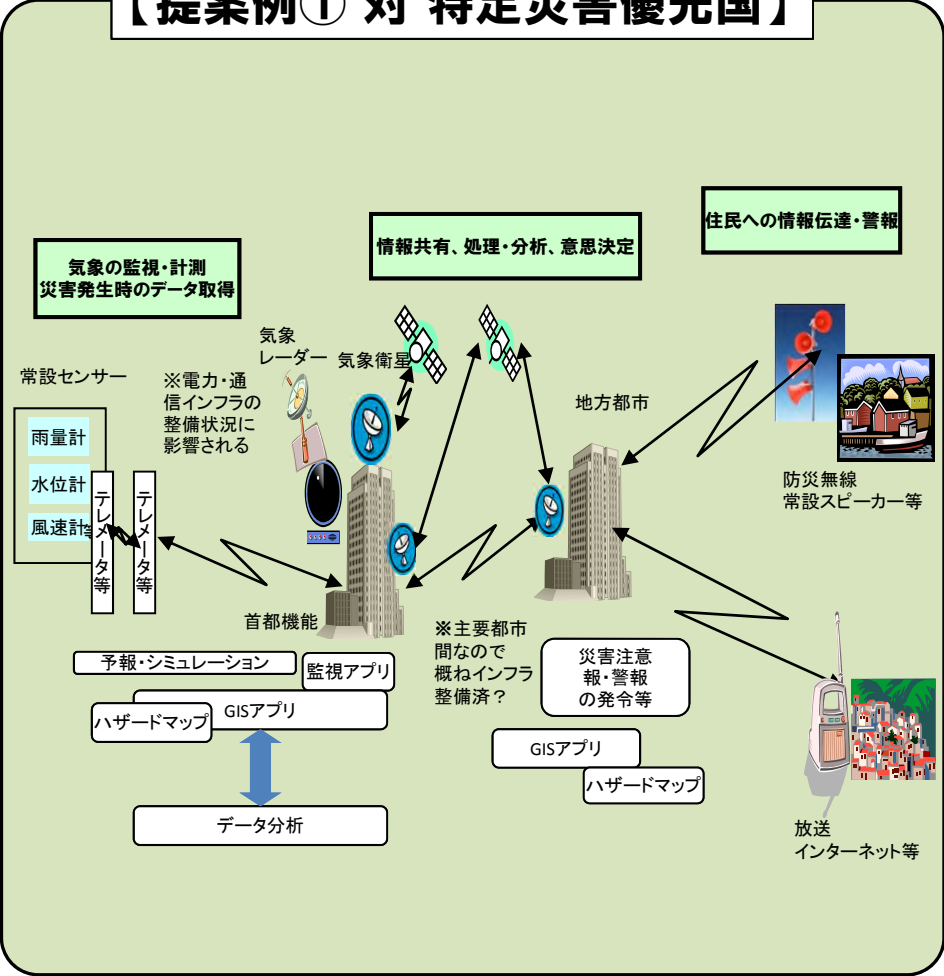 【提案例① 対 特定災害優先国】
住民への情報伝達・警報
情報共有、処理・分析、意思決定
気象の監視・計測
災害発生時のデータ取得
気象
レーダー
気象衛星
常設センサー
※電力・通
信インフラの
整備状況に
影響される
地方都市
雨量計
水位計
風速計等
テレメータ等
テレメータ等
防災無線
常設スピーカー等
首都機能
※主要都市
間なので
概ねインフラ
整備済？
予報・シミュレーション
監視アプリ
GISアプリ
ハザードマップ
データ分析
災害注意
報・警報
の発令等
GISアプリ
ハザードマップ
放送
インターネット等